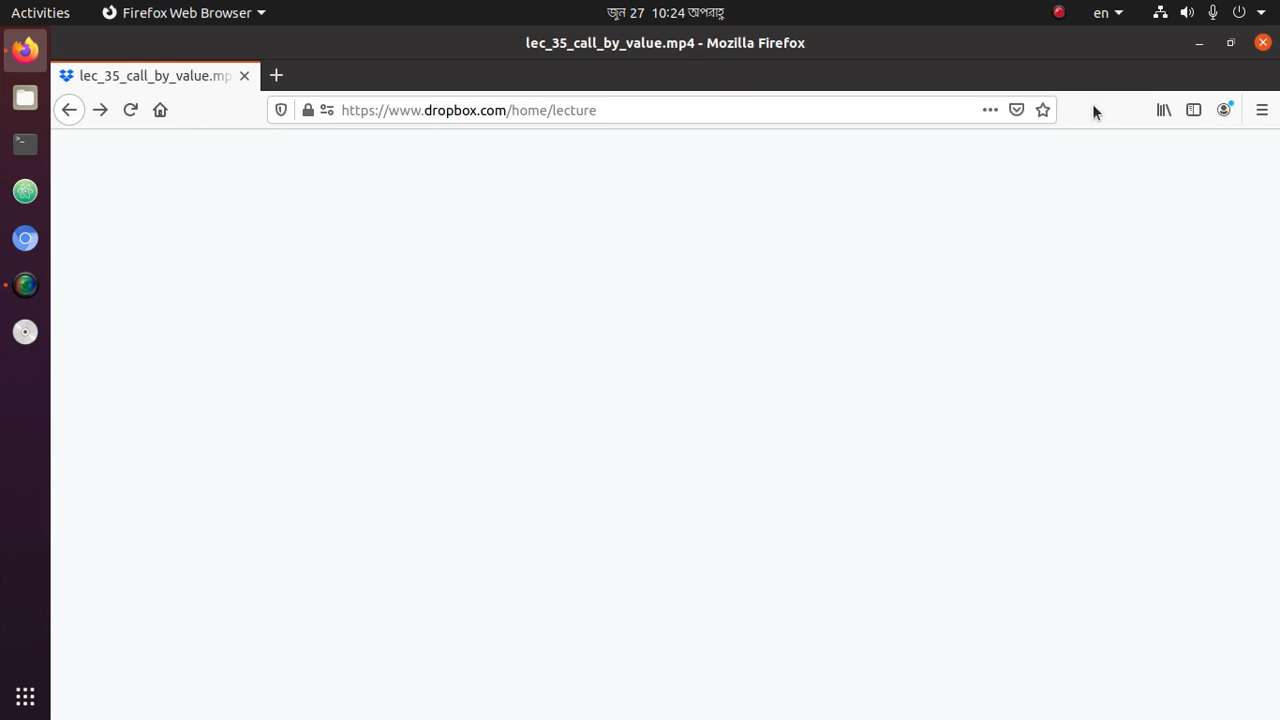 Activities
Firefox Web Browser
জুন 27 10:24 অপরাহ্ণ
en
lec_35_call_by_value.mp4 - Mozilla Firefox
lec_35_call_by_value.mp
https://www.dropbox.com/home/lecture